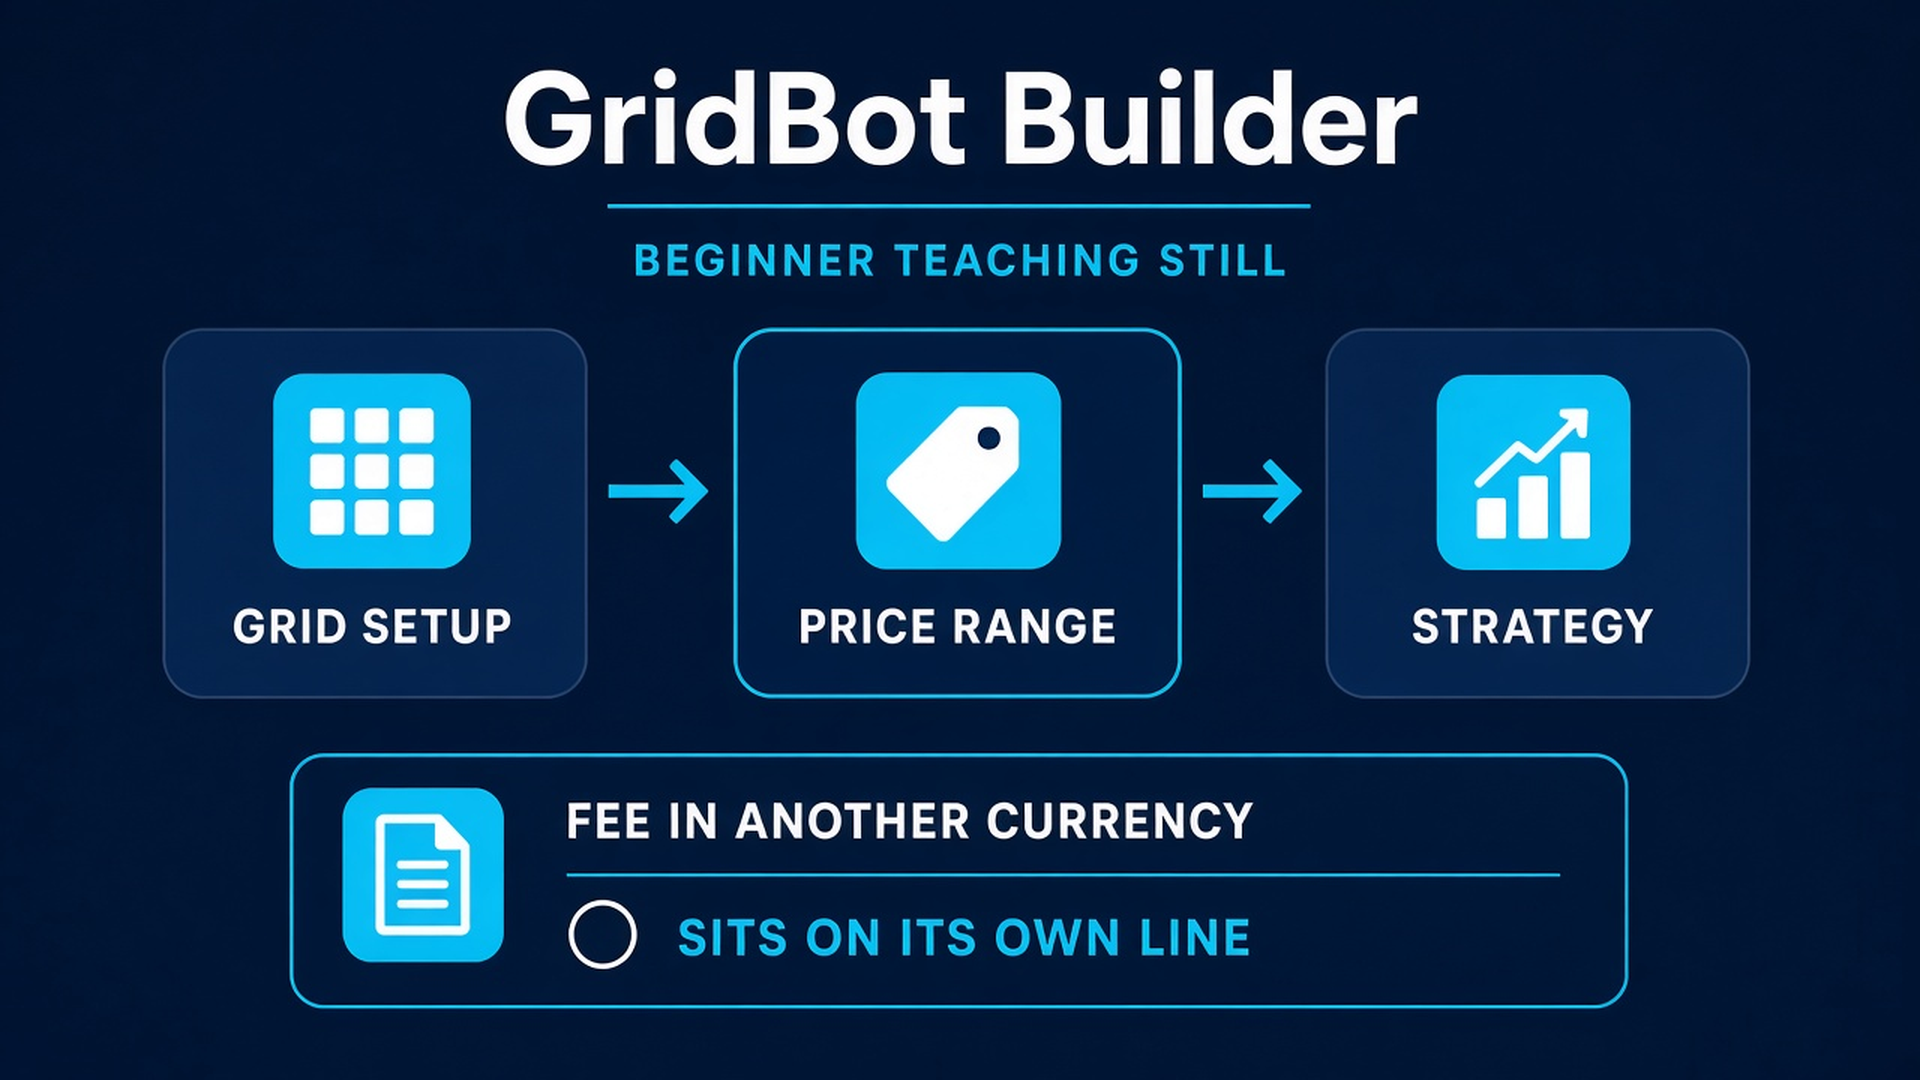 GridBot Builder
BEGINNER TEACHING STILL
GRID SETUP
PRICE RANGE
STRATEGY
FEE IN ANOTHER CURRENCY
SITS ON ITS OWN LINE